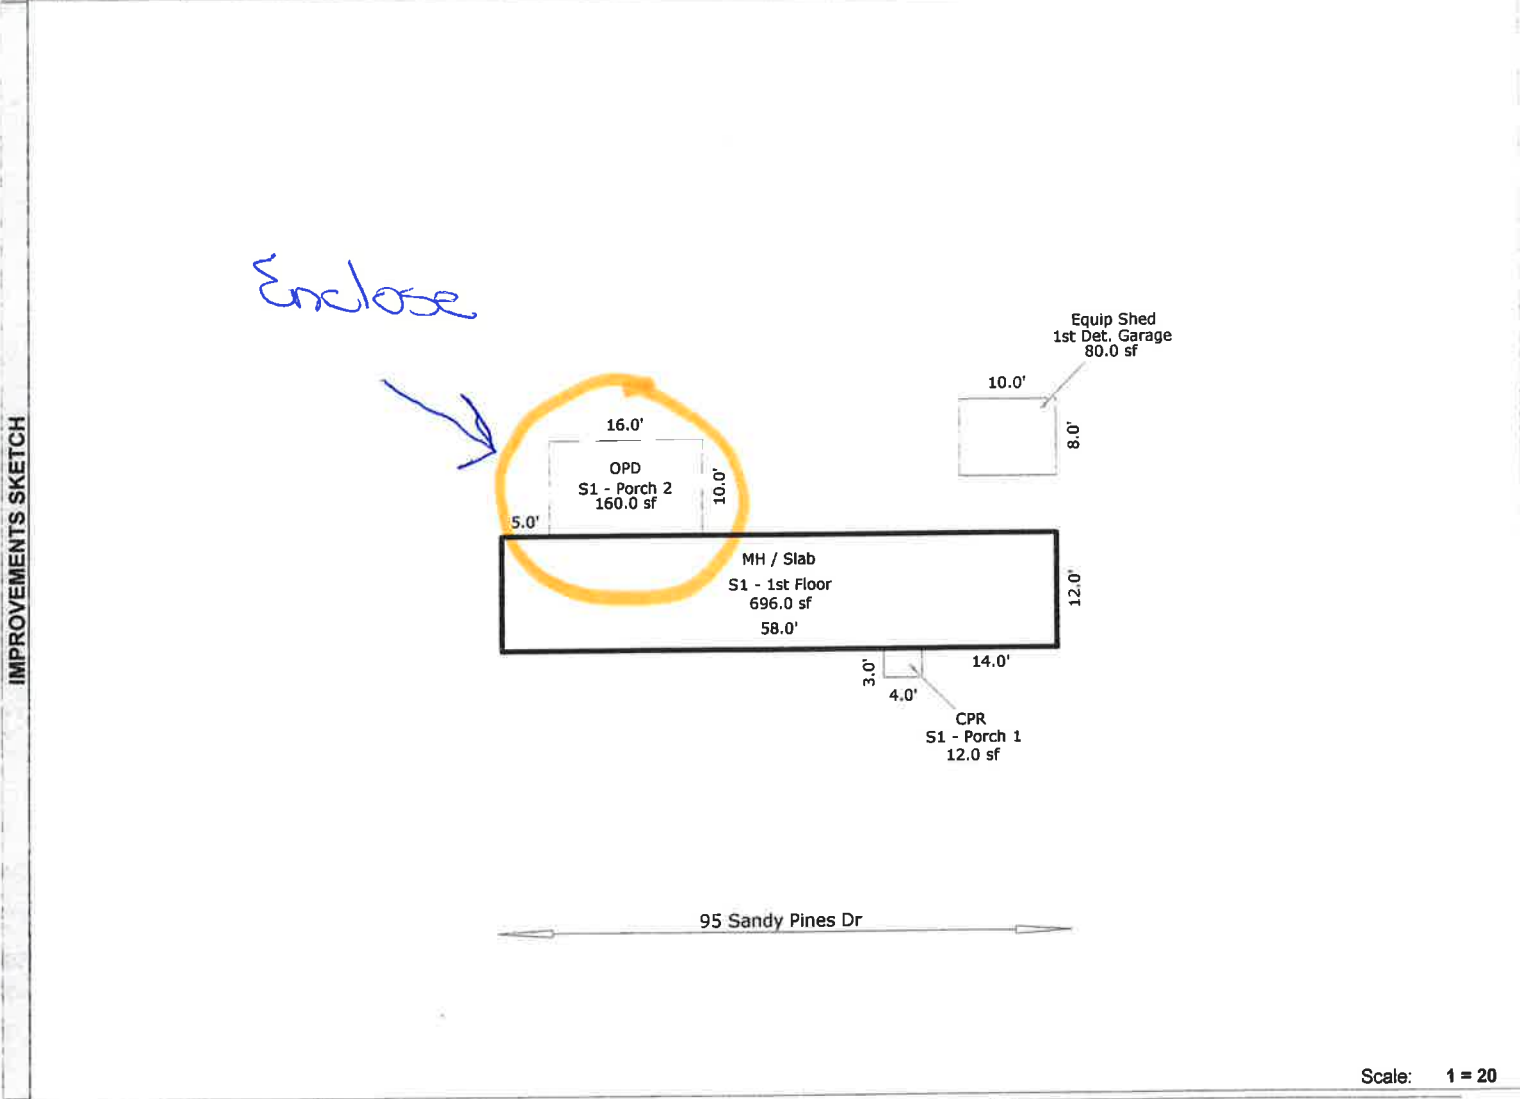 IMPROVEMENTS SKETCH
Enclose
Equip Shed
1st Det. Garage
80.0 sf
10.0'
8.0'
16.0'
OPD
S1 - Porch 2
160.0 sf
10.0'
5.0'
MH / Slab
S1 - 1st Floor
696.0 sf
58.0'
12.0'
3.0'
4.0'
14.0'
CPR
S1 - Porch 1
12.0 sf
95 Sandy Pines Dr
Scale: 1 = 20